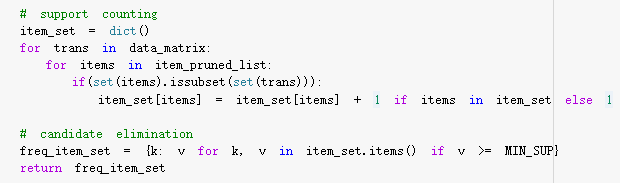 # support counting
item_set = dict()
for trans in data_matrix:
for items in item_pruned_list:
if(set(items).issubset(set(trans))):
item_set[items] = item_set[items] + 1 if items in item_set else 1
# candidate elimination
freq_item_set = {k: v for k, v in item_set.items() if v >= MIN_SUP}
return freq_item_set